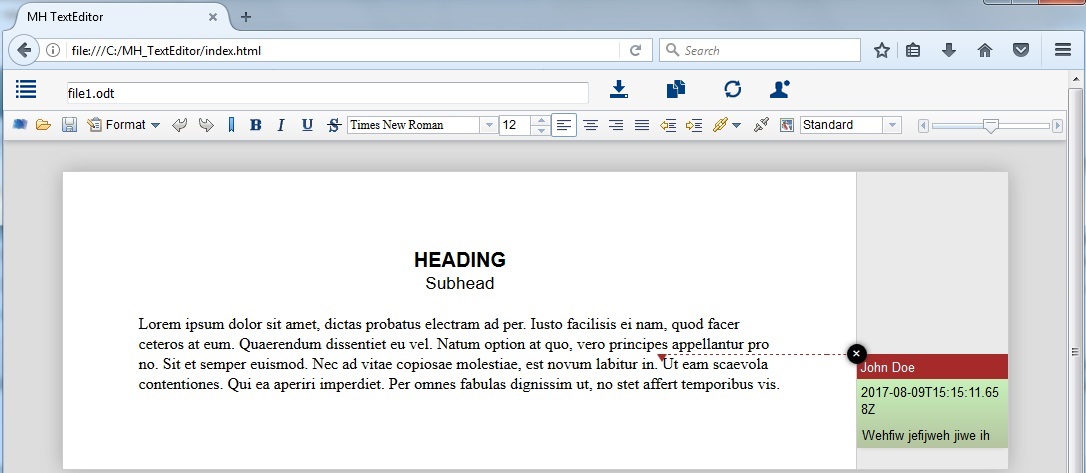 MH TextEditor
file:///C:/MH_TextEditor/index.html
Search
file1.odt
Format B I U S Times New Roman 12 Standard
HEADING
Subhead
Lorem ipsum dolor sit amet, dictas probatus electram ad per. Iusto facilisis ei nam, quod facer
ceteros at eum. Quaerendum dissentiet eu vel. Natum option at quo, vero principes appellantur pro
no. Sit et semper euismod. Nec ad vitae copiosae molestiae, est novum labitur in. Ut eam scaevola
contentiones. Qui ea aperiri imperdiet. Per omnes fabulas dignissim ut, no stet affert temporibus vis.
John Doe
2017-08-09T15:15:11.65
8Z
Wehfiw jefijweh jiwe ih